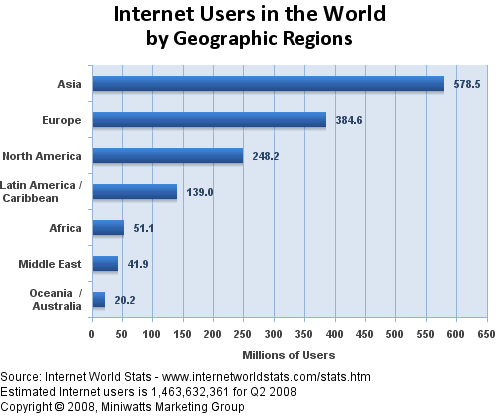 Internet Users in the World
by Geographic Regions
Asia 578.5
Europe 384.6
North America 248.2
Latin America /
Caribbean 139.0
Africa 51.1
Middle East 41.9
Oceania /
Australia 20.2
0 50 100 150 200 250 300 350 400 450 500 550 600 650
Millions of Users
Source: Internet World Stats - www.internetworldstats.com/stats.htm
Estimated Internet users is 1,463,632,361 for Q2 2008
Copyright © 2008, Miniwatts Marketing Group